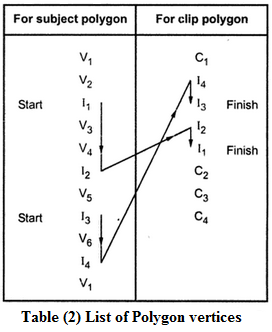 For subject polygon For clip polygon
V1 C1
V2 I4
Start I1 I3 Finish
V3 I2
V4 I1 Finish
I2 C2
V5 C3
Start I3 C4
V6
I4
V1
Table (2) List of Polygon vertices